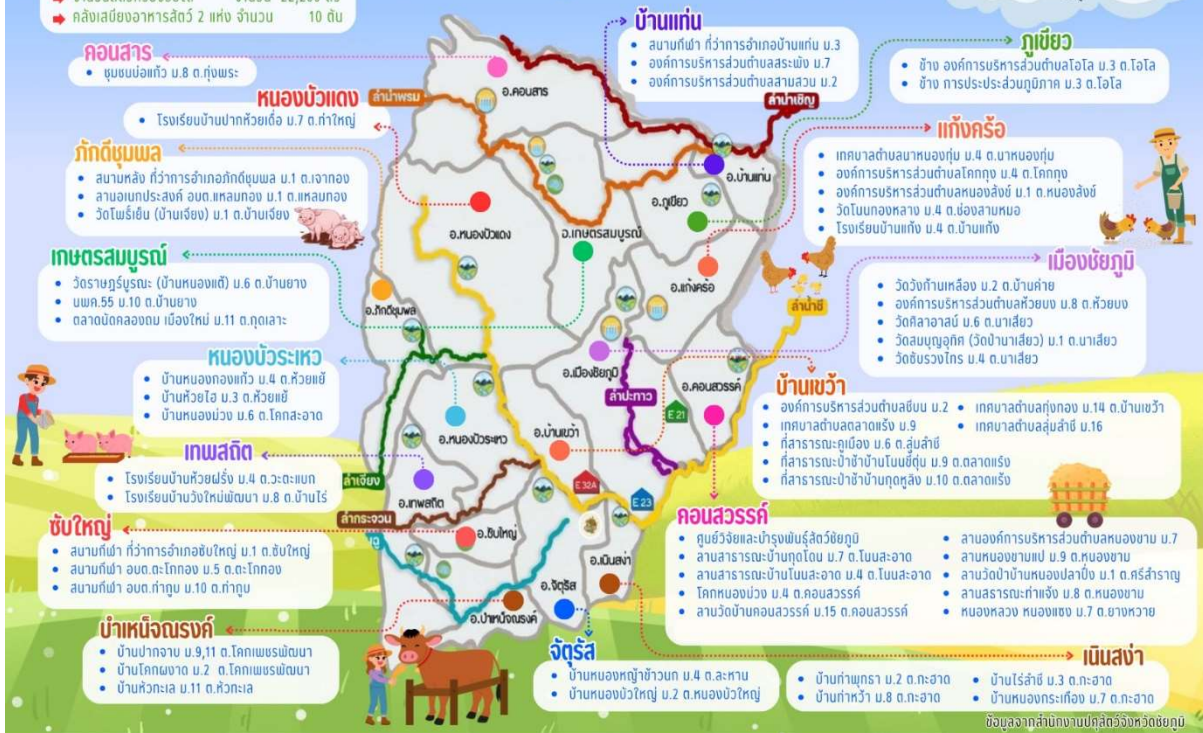 คลังเสบียงอาหารสัตว์ 2 แห่ง จำนวน 10 ตัน
คอนสาร
ชุมชนบ่อแก้ว ม.8 ต.ทุ่งพระ
หนองบัวแดง
โรงเรียนบ้านปากห้วยเดื่อ ม.7 ต.ท่าใหญ่
ภักดีชุมพล
สนามหลัง ที่ว่าการอำเภอภักดีชุมพล ม.1 ต.เจาทอง
ลานอเนกประสงค์ อบต.แหลมทอง ม.1 ต.แหลมทอง
วัดโพธิ์เย็น (บ้านเจียง) ม.1 ต.บ้านเจียง
เกษตรสมบูรณ์
วัดราษฎร์บูรณะ (บ้านหนองแต้) ม.6 ต.บ้านยาง
นพค.55 ม.10 ต.บ้านยาง
ตลาดนัดคลองถม เมืองใหม่ ม.11 ต.กุดเลาะ
หนองบัวระเหว
บ้านหนองกองแก้ว ม.4 ต.ห้วยแย้
บ้านห้วยไฮ ม.3 ต.ห้วยแย้
บ้านหนองม่วง ม.6 ต.โคกสะอาด
เทพสถิต
โรงเรียนบ้านห้วยฝรั่ง ม.4 ต.วะตะแบก
โรงเรียนบ้านวังใหม่พัฒนา ม.8 ต.บ้านไร่
ซับใหญ่
สนามกีฬา ที่ว่าการอำเภอซับใหญ่ ม.1 ต.ซับใหญ่
สนามกีฬา อบต.ตะโกทอง ม.5 ต.ตะโกทอง
สนามกีฬา อบต.ท่ากูบ ม.10 ต.ท่ากูบ
บำเหน็จณรงค์
บ้านปากจาบ ม.9,11 ต.โคกเพชรพัฒนา
บ้านโคกผงาด ม.2 ต.โคกเพชรพัฒนา
บ้านหัวทะเล ม.11 ต.หัวทะเล
บ้านแท่น
สนามกีฬา ที่ว่าการอำเภอบ้านแท่น ม.3
องค์การบริหารส่วนตำบลสระพัง ม.7
องค์การบริหารส่วนตำบลสามสวน ม.2
ภูเขียว
ข้าง องค์การบริหารส่วนตำบลโอโล ม.3 ต.โอโล
ข้าง การประปาส่วนภูมิภาค ม.3 ต.โอโล
แก้งคร้อ
เทศบาลตำบลนาหนองทุ่ม ม.4 ต.นาหนองทุ่ม
องค์การบริหารส่วนตำบลโคกกุง ม.4 ต.โคกกุง
องค์การบริหารส่วนตำบลหนองสังข์ ม.1 ต.หนองสังข์
วัดโนนทองหลาง ม.4 ต.ช่องสามหมอ
โรงเรียนบ้านแก้ง ม.4 ต.บ้านแก้ง
เมืองชัยภูมิ
วัดวังก้านเหลือง ม.2 ต.บ้านค่าย
องค์การบริหารส่วนตำบลห้วยบง ม.8 ต.ห้วยบง
วัดศิลาอาสน์ ม.6 ต.นาเสียว
วัดสมบุญอุทิศ (วัดป่านาเสียว) ม.1 ต.นาเสียว
วัดซับรวงไทร ม.4 ต.นาเสียว
บ้านเขว้า
องค์การบริหารส่วนตำบลชีบน ม.2
เทศบาลตำบลตลาดแร้ง ม.9
ที่สาธารณะคูเมือง ม.6 ต.ลุ่มลำชี
ที่สาธารณะป่าช้าบ้านโนนขี้ตุ่น ม.9 ต.ตลาดแร้ง
ที่สาธารณะป่าช้าบ้านกุดหูลิง ม.10 ต.ตลาดแร้ง
เทศบาลตำบลทุ่งทอง ม.14 ต.บ้านเขว้า
เทศบาลตำบลลุ่มลำชี ม.16
คอนสวรรค์
ศูนย์วิจัยและบำรุงพันธุ์สัตว์ชัยภูมิ
ลานสาธารณะบ้านกุดโดน ม.7 ต.โนนสะอาด
ลานสาธารณะบ้านโนนสะอาด ม.4 ต.โนนสะอาด
โคกหนองม่วง ม.4 ต.คอนสวรรค์
ลานวัดบ้านคอนสวรรค์ ม.15 ต.คอนสวรรค์
ลานองค์การบริหารส่วนตำบลหนองขาม ม.7
ลานหนองขามแป ม.9 ต.หนองขาม
ลานวัดป่าบ้านหนองปลาปึ่ง ม.1 ต.ศรีสำราญ
ลานสารธณะท่าแจ้ง ม.8 ต.หนองขาม
หนองหลวง หนองแซง ม.7 ต.ยางหวาย
จัตุรัส
บ้านหนองหญ้าข้าวนก ม.4 ต.ละหาน
บ้านหนองบัวใหญ่ ม.2 ต.หนองบัวใหญ่
เนินสง่า
บ้านท่าพุทรา ม.2 ต.กะฮาด
บ้านท่าหว้า ม.8 ต.กะฮาด
บ้านไร่ลำชี ม.3 ต.กะฮาด
บ้านหนองกระเทือง ม.7 ต.กะฮาด
ข้อมูลจากสำนักงานปศุสัตว์จังหวัดชัยภูมิ
อ.คอนสาร
ลำน้ำพรม
ลำน้ำเชิญ
อ.บ้านแท่น
อ.ภูเขียว
อ.หนองบัวแดง
อ.เกษตรสมบูรณ์
อ.แก้งคร้อ
ลำน้ำชี
อ.ภักดีชุมพล
อ.เมืองชัยภูมิ
อ.คอนสวรรค์
ลำปะทาว
E 21
อ.หนองบัวระเหว
อ.บ้านเขว้า
ลำเจียง
อ.เทพสถิต
E 32A
E 23
ลำกระจวน
อ.ซับใหญ่
อ.เนินสง่า
อ.จัตุรัส
อ.บำเหน็จณรงค์